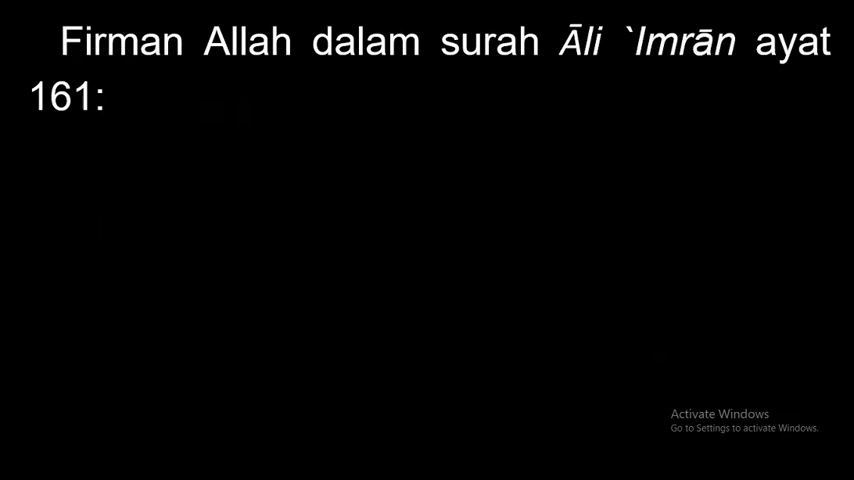 Firman Allah dalam surah Āli `Imrān ayat
161:
Activate Windows
Go to Settings to activate Windows.